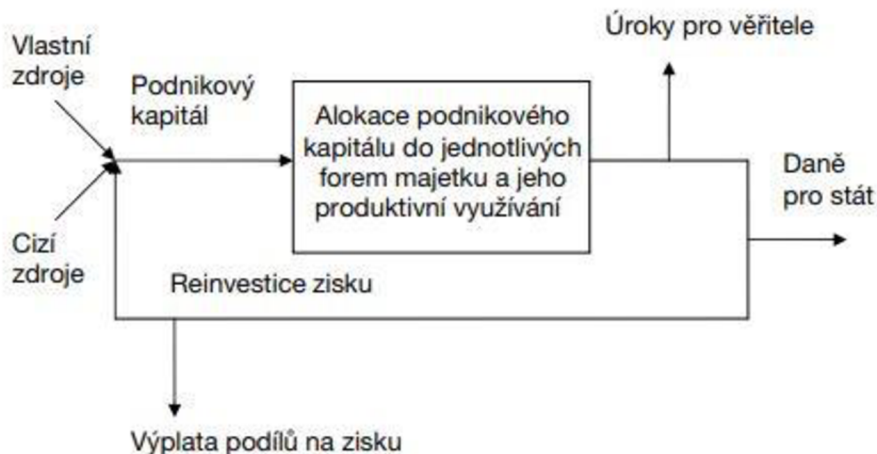 Úroky pro věřitele
Vlastní
zdroje
Podnikový
kapitál
Alokace podnikového
kapitálu do jednotlivých
forem majetku a jeho
produktivní využívání
Daně
pro stát
Cizí
zdroje
Reinvestice zisku
Výplata podílů na zisku